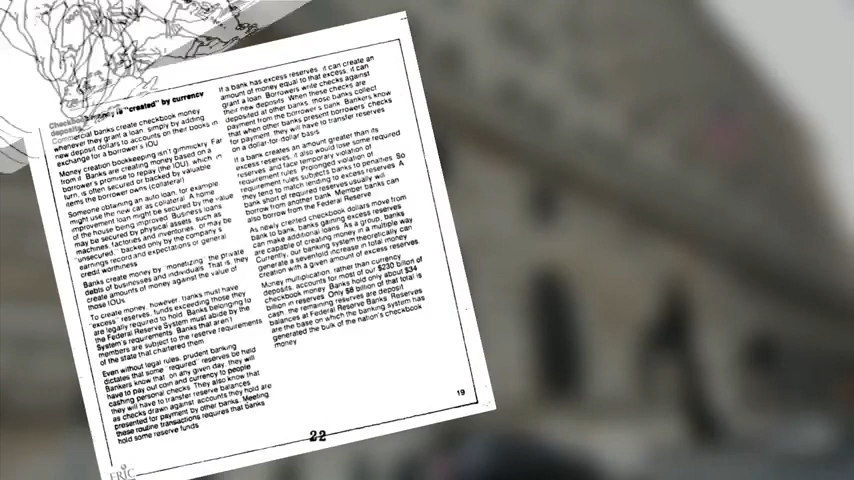 money is "created" by currency
Commercial banks create checkbook money
whenever they grant a loan, simply by adding
new deposit dollars to accounts on their books in
exchange for a borrower's IOU
Money creation bookkeeping isn't gimmickry. Far
from it. Banks are creating money based on a
borrower's promise to repay (the IOU), which, in
turn, is often secured or backed by valuable
items the borrower owns (collateral)
Someone obtaining an auto loan, for example,
might use the new car as collateral. A home
improvement loan might be secured by the value
of the house being improved. Business loans
may be secured by physical assets, such as
machines, factories and inventories, or may be
"unsecured," backed only by the company's
earnings record and expectations of general
credit worthiness
Banks create money by "monetizing" the private
debts of businesses and individuals. That is, they
create amounts of money against the value of
those IOUs
To create money, however, banks must have
"excess" reserves, funds exceeding those they
are legally required to hold. Banks belonging to
the Federal Reserve System must abide by the
System's requirements. Banks that aren't
members are subject to the reserve requirements
of the state that chartered them
Even without legal rules, prudent banking
dictates that some "required" reserves be held
Bankers know that, on any given day, they will
have to pay out coin and currency to people
cashing personal checks. They also know that
they will have to transfer reserve balances
as checks drawn against accounts they hold are
presented for payment by other banks. Meeting
these routine transactions requires that banks
hold some reserve funds
If a bank has excess reserves, it can create an
amount of money equal to that excess, it can
grant a loan. Borrowers write checks against
their new deposits. When these checks are
deposited at other banks, those banks collect
payment from the borrower's bank. Bankers know
that when other banks present borrowers' checks
for payment, they will have to transfer reserves
on a dollar-for-dollar basis
If a bank creates an amount greater than its
excess reserves, it also would lose some required
reserves and face temporary violation of
requirement rules. Prolonged violation of
requirement rules subjects banks to penalties. So
they tend to match lending to excess reserves. A
bank short of required reserves usually will
borrow from another bank. Member banks can
also borrow from the Federal Reserve
As newly created checkbook dollars move from
bank to bank, banks gaining excess reserves
can make additional loans. As a group, banks
are capable of creating money in a multiple way
Currently, our banking system theoretically can
generate a sevenfold increase in total money
creation with a given amount of excess reserves.
Money multiplication, rather than currency
deposits, accounts for most of our $230 billion of
checkbook money. Banks hold only about $34
billion in reserves. Only $8 billion of that total is
cash, the remaining reserves are deposit
balances at Federal Reserve Banks. Reserves
are the base on which the banking system has
generated the bulk of the nation's checkbook
money
19
22
ERIC